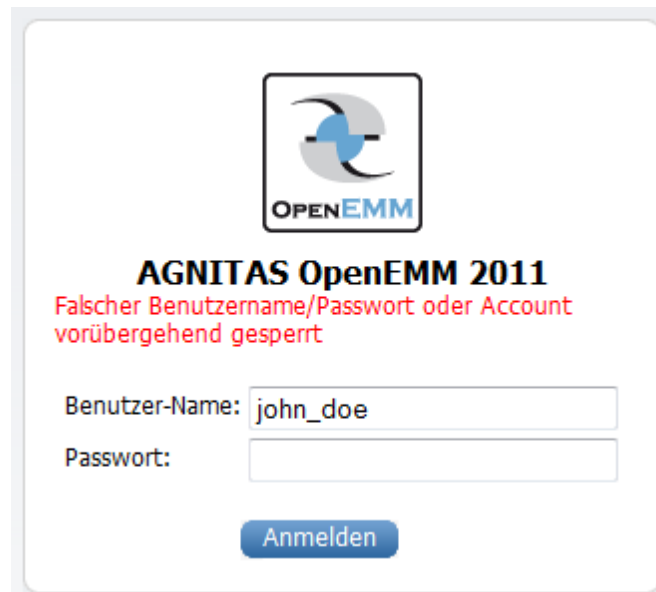 OPENEMM
AGNITAS OpenEMM 2011
Falscher Benutzername/Passwort oder Account
vorübergehend gesperrt
Benutzer-Name: john_doe
Passwort:
Anmelden